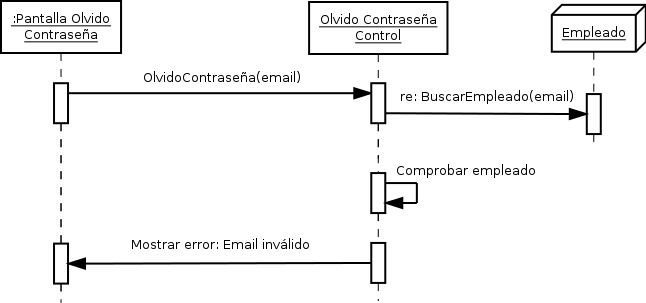 :Pantalla Olvido
Contraseña
Olvido Contraseña
Control
Empleado
OlvidoContraseña(email)
re: BuscarEmpleado(email)
Comprobar empleado
Mostrar error: Email inválido